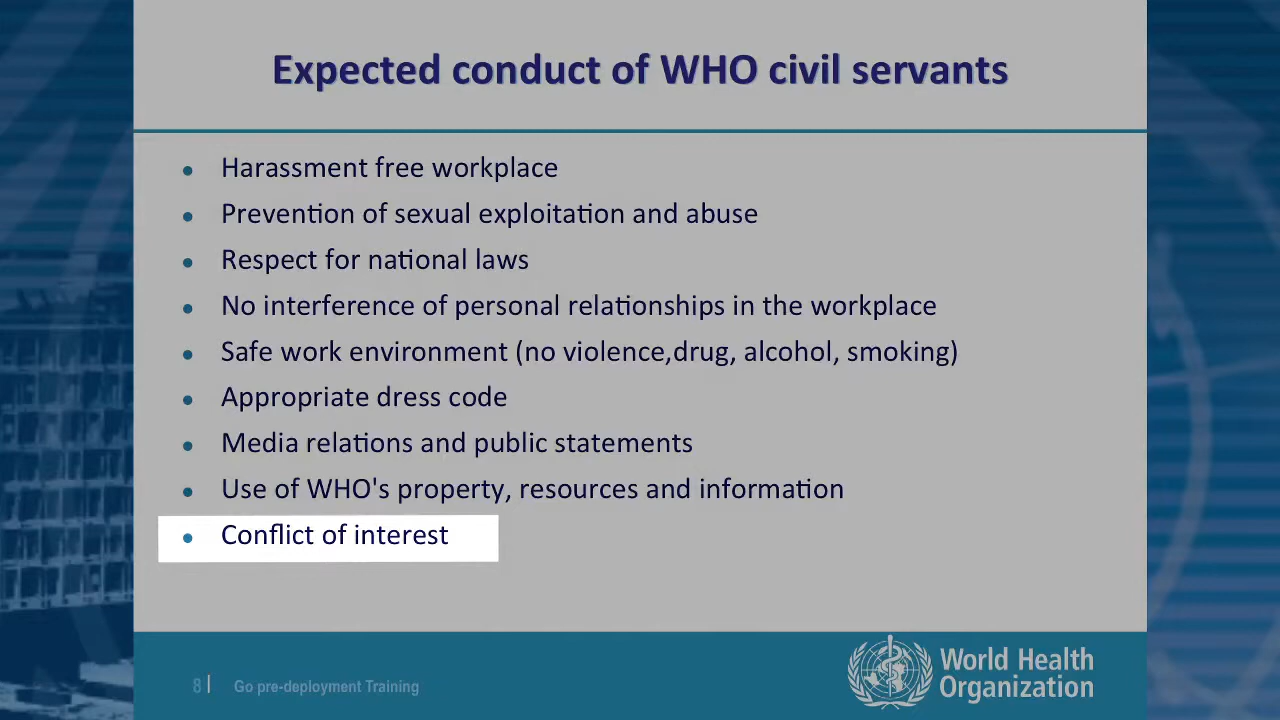 Expected conduct of WHO civil servants
Harassment free workplace
Prevention of sexual exploitation and abuse
Respect for national laws
No interference of personal relationships in the workplace
Safe work environment (no violence,drug, alcohol, smoking)
Appropriate dress code
Media relations and public statements
Use of WHO's property, resources and information
Conflict of interest
8| Go pre-deployment Training
World Health
Organization